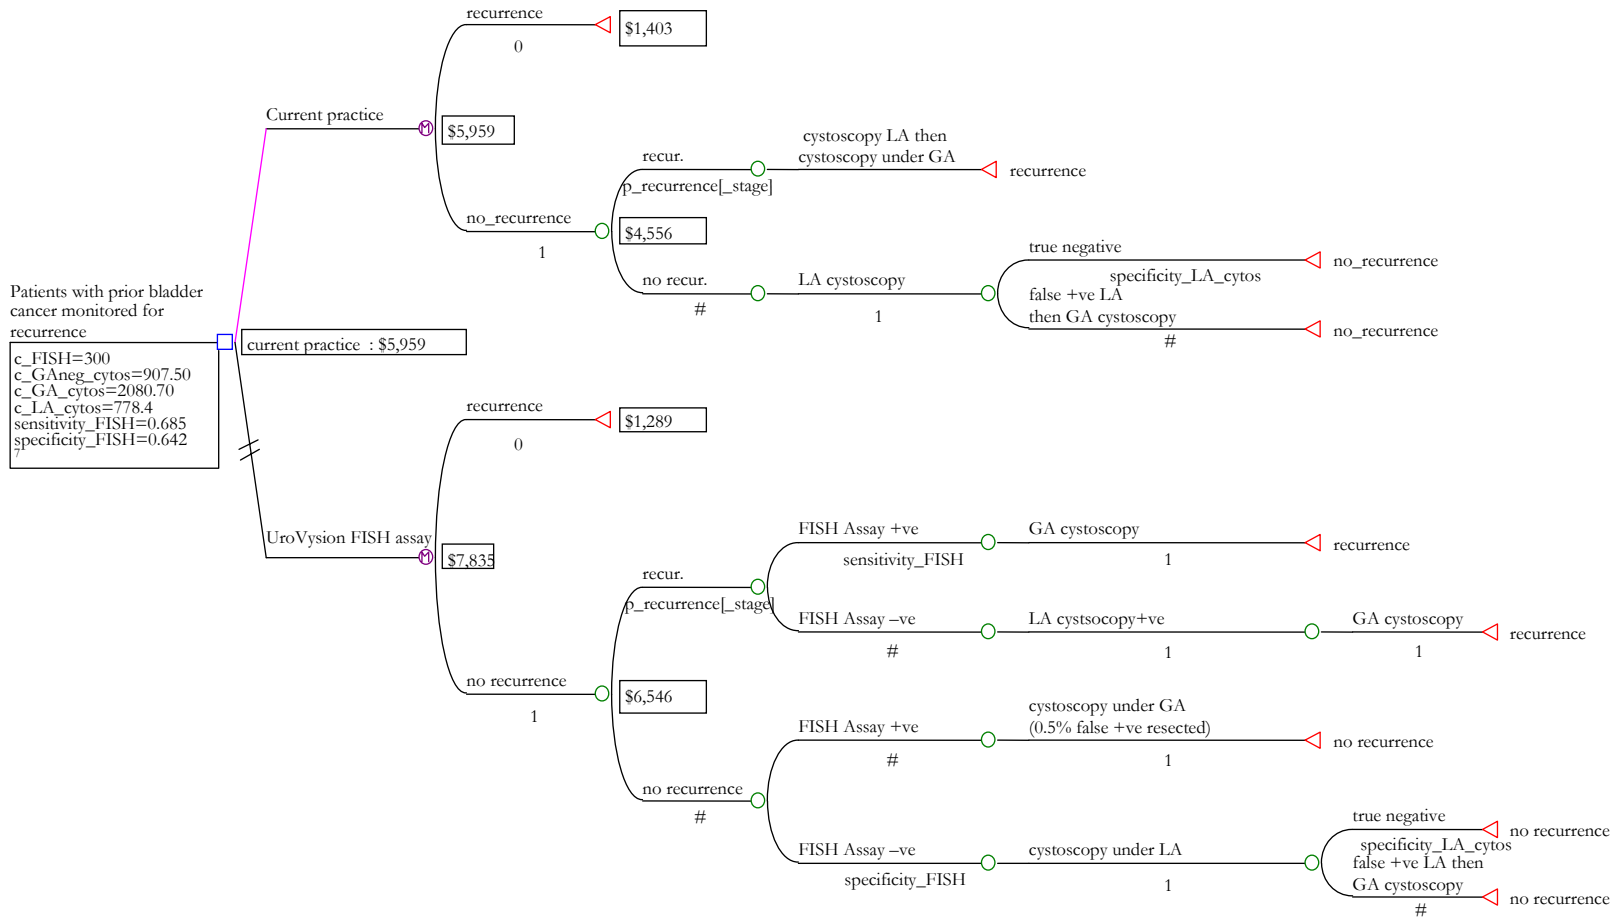 recurrence
0
$1,403
Current practice
$5,959
cystoscopy LA then
cystoscopy under GA
recur.
p_recurrence[_stage]
recurrence
no_recurrence
1
$4,556
true negative
specificity_LA_cytos
no_recurrence
no recur.
#
LA cystoscopy
1
false +ve LA
then GA cystoscopy
#
no_recurrence
Patients with prior bladder
cancer monitored for
recurrence
current practice : $5,959
c_FISH=300
c_GAneg_cytos=907.50
c_GA_cytos=2080.70
c_LA_cytos=778.4
sensitivity_FISH=0.685
specificity_FISH=0.642
7
recurrence
0
$1,289
UroVysion FISH assay
$7,835
FISH Assay +ve
sensitivity_FISH
GA cystoscopy
1
recurrence
recur.
p_recurrence[_stage]
FISH Assay –ve
#
LA cystsocopy+ve
1
GA cystoscopy
1
recurrence
no recurrence
1
$6,546
FISH Assay +ve
#
cystoscopy under GA
(0.5% false +ve resected)
1
no recurrence
no recurrence
#
FISH Assay –ve
specificity_FISH
cystoscopy under LA
1
true negative
specificity_LA_cytos
no recurrence
false +ve LA then
GA cystoscopy
#
no recurrence